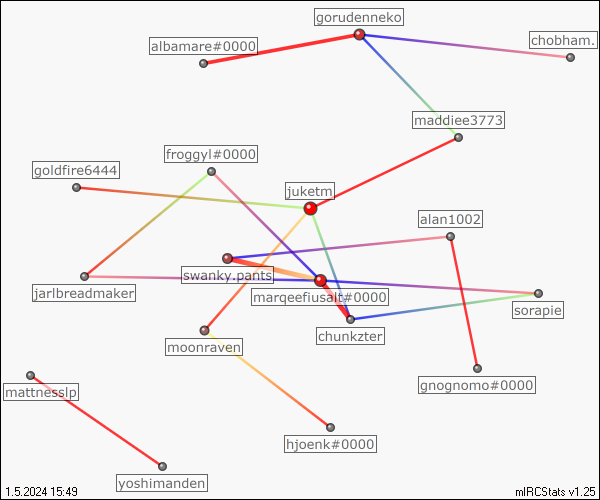 gorudenneko
albamare#0000
chobham.
maddiee3773
froggyl#0000
goldfire6444
juketm
alan1002
swanky.pants
jarlbreadmaker
marqeefiusalt#0000
sorapie
chunkzter
moonraven
gnognomo#0000
mattnesslp
hjoenk#0000
yoshimanden
1.5.2024 15:49
mIRCStats v1.25